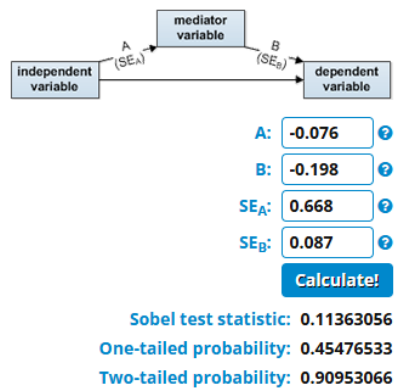 mediator
variable
A
(SEA)
B
(SEB)
independent
variable
dependent
variable
A: -0.076 ?
B: -0.198 ?
SEA: 0.668 ?
SEB: 0.087 ?
Calculate!
Sobel test statistic: 0.11363056
One-tailed probability: 0.45476533
Two-tailed probability: 0.90953066